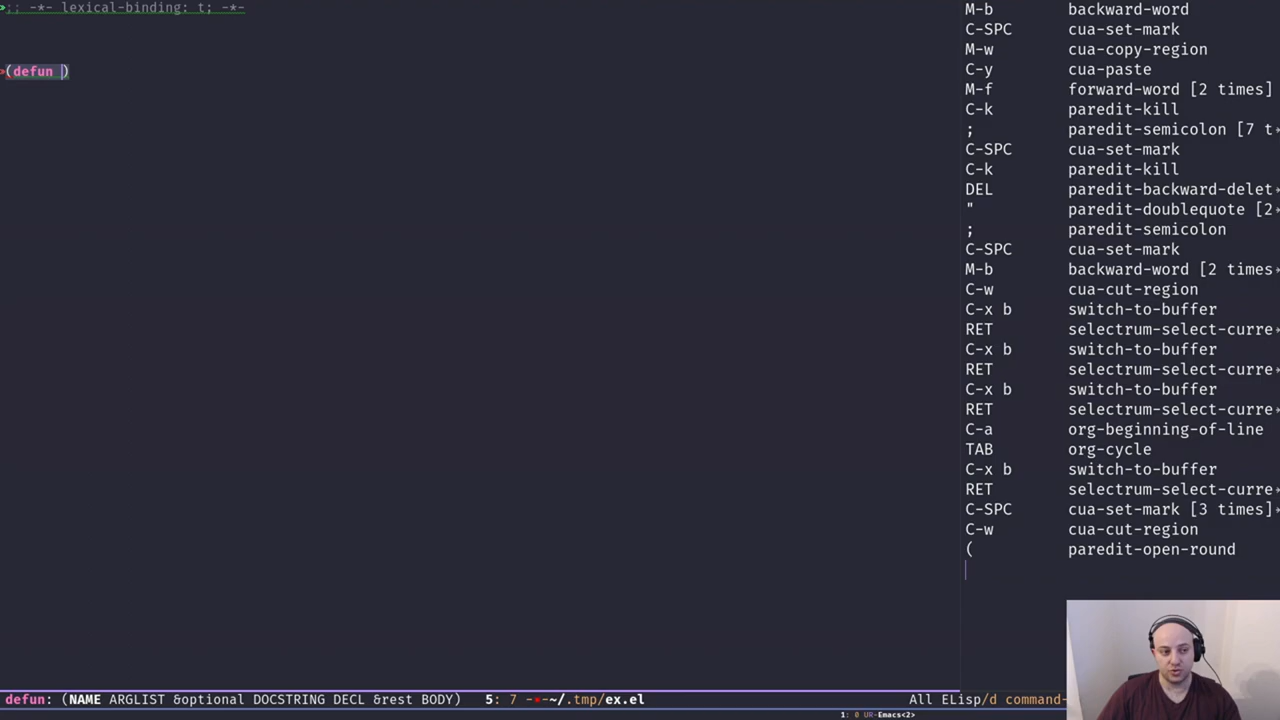 ;; -*- lexical-binding: t; -*-
(defun )
M-b backward-word
C-SPC cua-set-mark
M-w cua-copy-region
C-y cua-paste
M-f forward-word [2 times]
C-k paredit-kill
; paredit-semicolon [7 t
C-SPC cua-set-mark
C-k paredit-kill
DEL paredit-backward-delet
" paredit-doublequote [2
; paredit-semicolon
C-SPC cua-set-mark
M-b backward-word [2 times
C-w cua-cut-region
C-x b switch-to-buffer
RET selectrum-select-curre
C-x b switch-to-buffer
RET selectrum-select-curre
C-x b switch-to-buffer
RET selectrum-select-curre
C-a org-beginning-of-line
TAB org-cycle
C-x b switch-to-buffer
RET selectrum-select-curre
C-SPC cua-set-mark [3 times]
C-w cua-cut-region
( paredit-open-round
defun: (NAME ARGLIST &optional DOCSTRING DECL &rest BODY) 5: 7 -*-~/.tmp/ex.el All ELisp/d command-
1: 0 UR-Emacs<2>